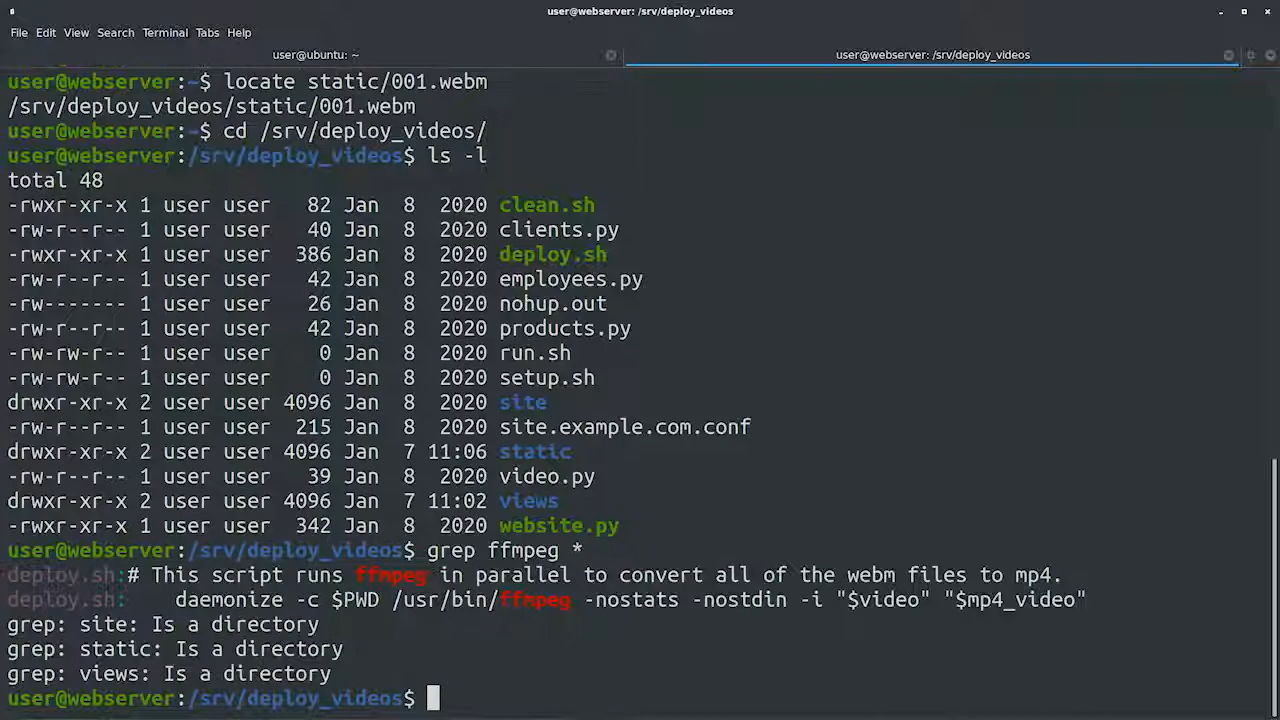 user@webserver: /srv/deploy_videos
File Edit View Search Terminal Tabs Help
user@ubuntu: ~
user@webserver: /srv/deploy_videos
user@webserver:~$ locate static/001.webm
/srv/deploy_videos/static/001.webm
user@webserver:~$ cd /srv/deploy_videos/
user@webserver:/srv/deploy_videos$ ls -l
total 48
-rwxr-xr-x 1 user user   82 Jan  8  2020 clean.sh
-rw-r--r-- 1 user user   40 Jan  8  2020 clients.py
-rwxr-xr-x 1 user user  386 Jan  8  2020 deploy.sh
-rw-r--r-- 1 user user   42 Jan  8  2020 employees.py
-rw------- 1 user user   26 Jan  8  2020 nohup.out
-rw-r--r-- 1 user user   42 Jan  8  2020 products.py
-rw-rw-r-- 1 user user    0 Jan  8  2020 run.sh
-rw-rw-r-- 1 user user    0 Jan  8  2020 setup.sh
drwxr-xr-x 2 user user 4096 Jan  8  2020 site
-rw-r--r-- 1 user user  215 Jan  8  2020 site.example.com.conf
drwxr-xr-x 2 user user 4096 Jan  7 11:06 static
-rw-r--r-- 1 user user   39 Jan  8  2020 video.py
drwxr-xr-x 2 user user 4096 Jan  7 11:02 views
-rwxr-xr-x 1 user user  342 Jan  8  2020 website.py
user@webserver:/srv/deploy_videos$ grep ffmpeg *
deploy.sh:# This script runs ffmpeg in parallel to convert all of the webm files to mp4.
deploy.sh:    daemonize -c $PWD /usr/bin/ffmpeg -nostats -nostdin -i "$video" "$mp4_video"
grep: site: Is a directory
grep: static: Is a directory
grep: views: Is a directory
user@webserver:/srv/deploy_videos$